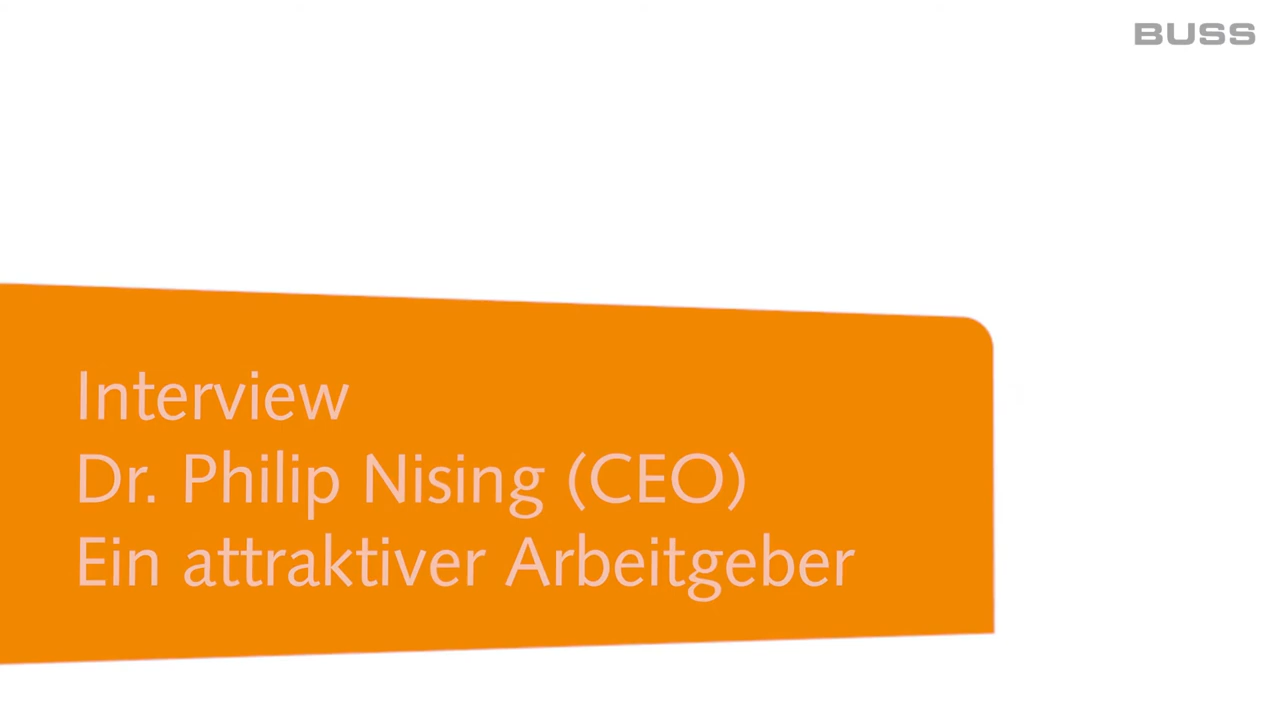 BUSS
Interview
Dr. Philip Nising (CEO)
Ein attraktiver Arbeitgeber